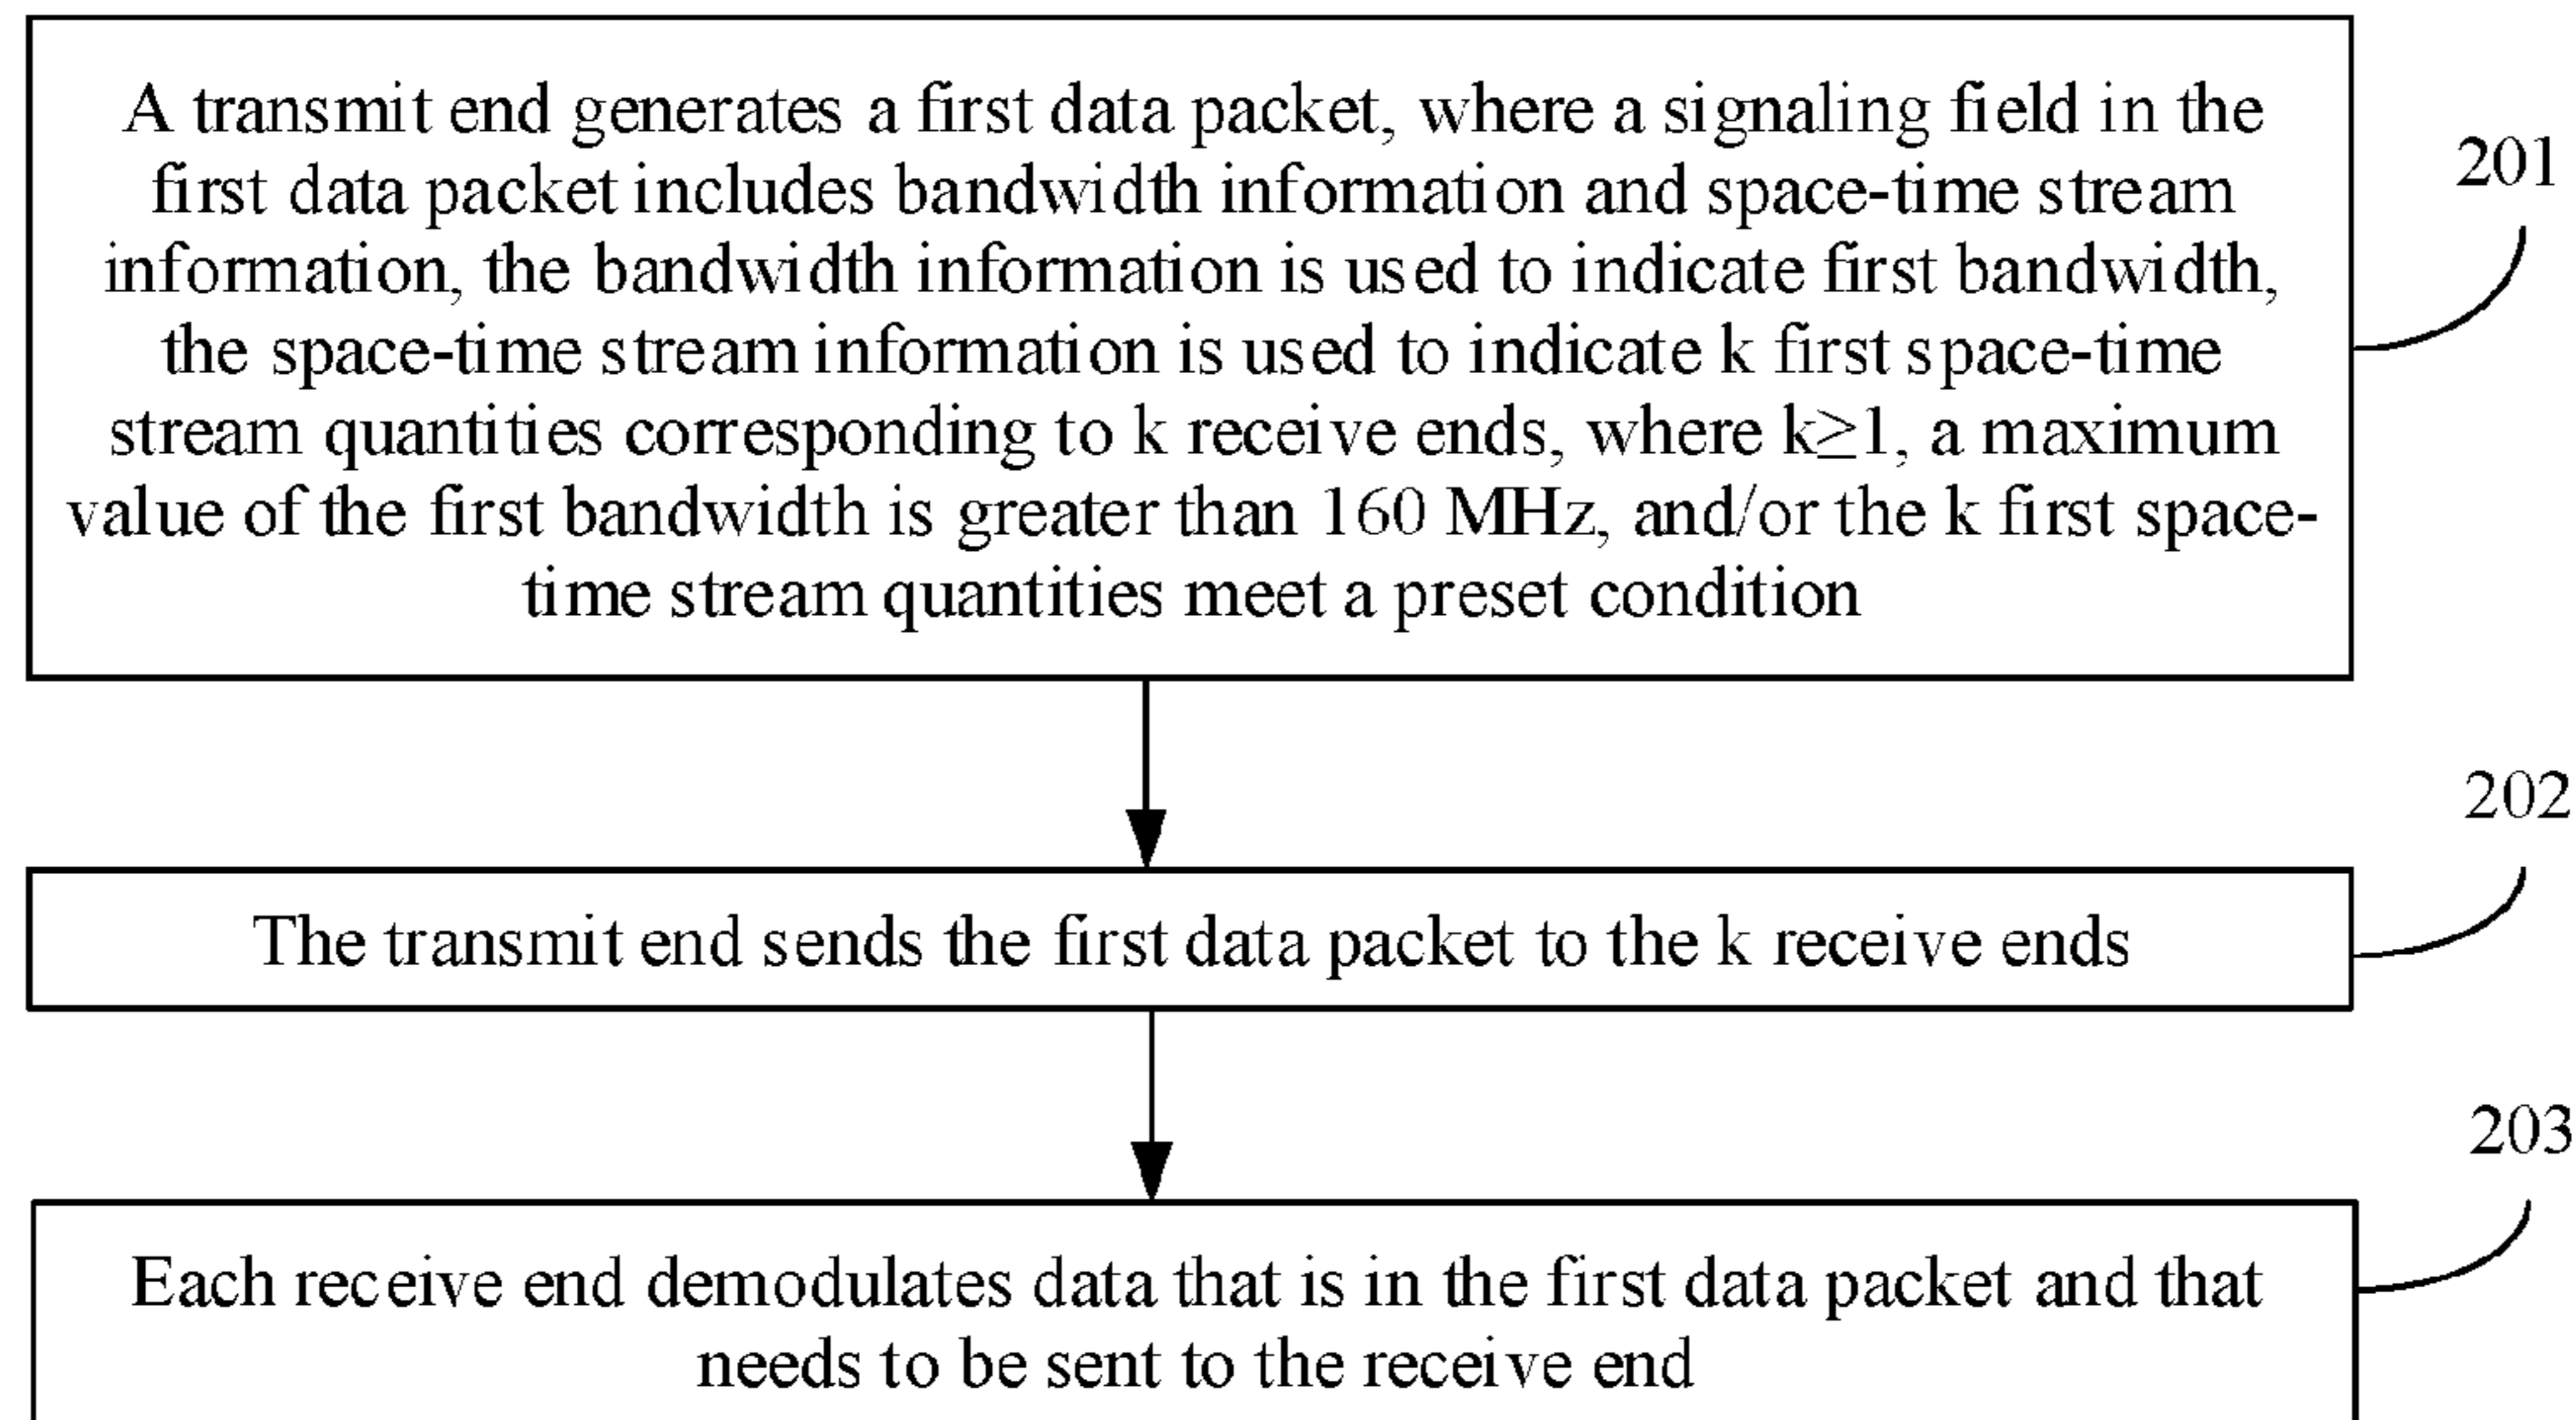 A transmit end generates a first data packet, where a signaling field in the
first data packet includes bandwidth information and space-time stream
information, the bandwidth information is used to indicate first bandwidth,
the space-time stream information is used to indicate k first space-time
stream quantities corresponding to k receive ends, where k≥1, a maximum
value of the first bandwidth is greater than 160 MHz, and/or the k first space-
time stream quantities meet a preset condition
201
202
The transmit end sends the first data packet to the k receive ends
203
Each receive end demodulates data that is in the first data packet and that
needs to be sent to the receive end